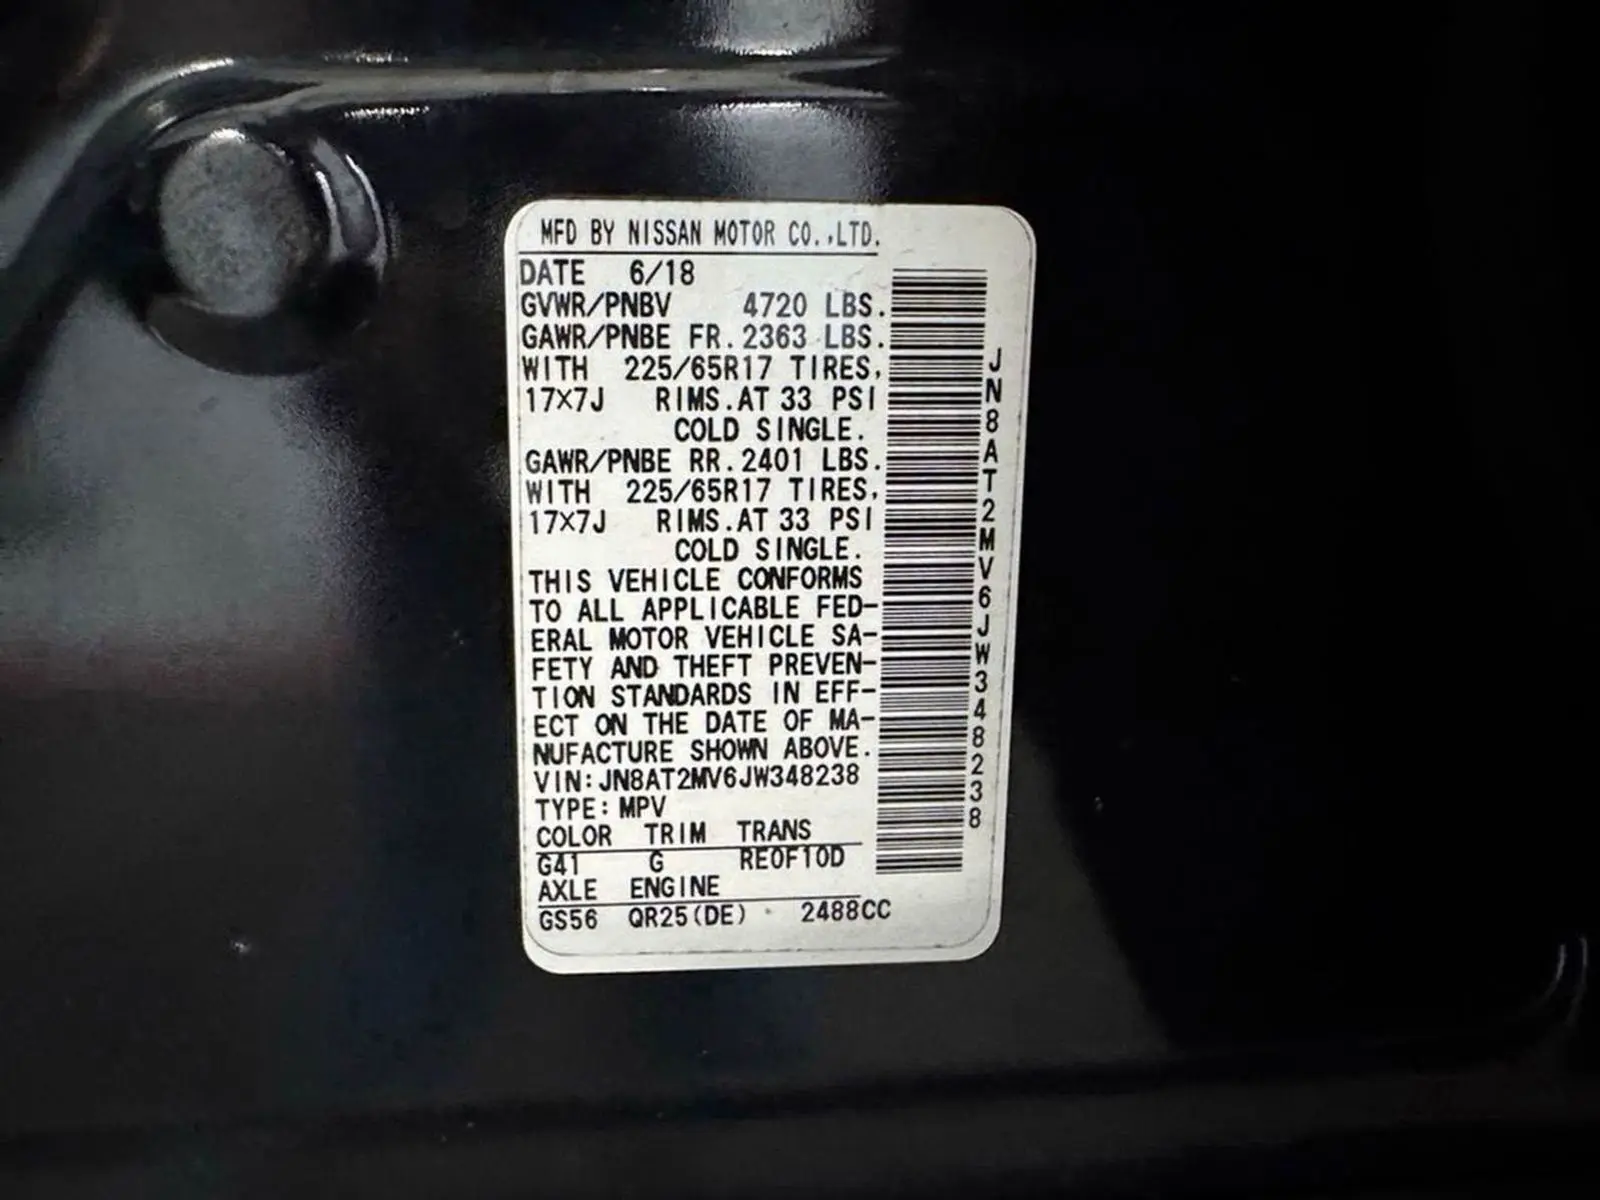 MFD BY NISSAN MOTOR CO.,LTD.
DATE 6/18
GVWR/PNBV 4720 LBS.
GAWR/PNBE FR. 2363 LBS.
WITH 225/65R17 TIRES,
17×7J RIMS.AT 33 PSI
COLD SINGLE.
GAWR/PNBE RR. 2401 LBS.
WITH 225/65R17 TIRES,
17×7J RIMS.AT 33 PSI
COLD SINGLE.
THIS VEHICLE CONFORMS
TO ALL APPLICABLE FED-
ERAL MOTOR VEHICLE SA-
FETY AND THEFT PREVEN-
TION STANDARDS IN EFF-
ECT ON THE DATE OF MA-
NUFACTURE SHOWN ABOVE.
VIN:JN8AT2MV6JW348238
TYPE:MPV
COLOR TRIM TRANS
G41 G RE0F10D
AXLE ENGINE
GS56 QR25(DE) 2488CC
JN8AT2MV6JW348238